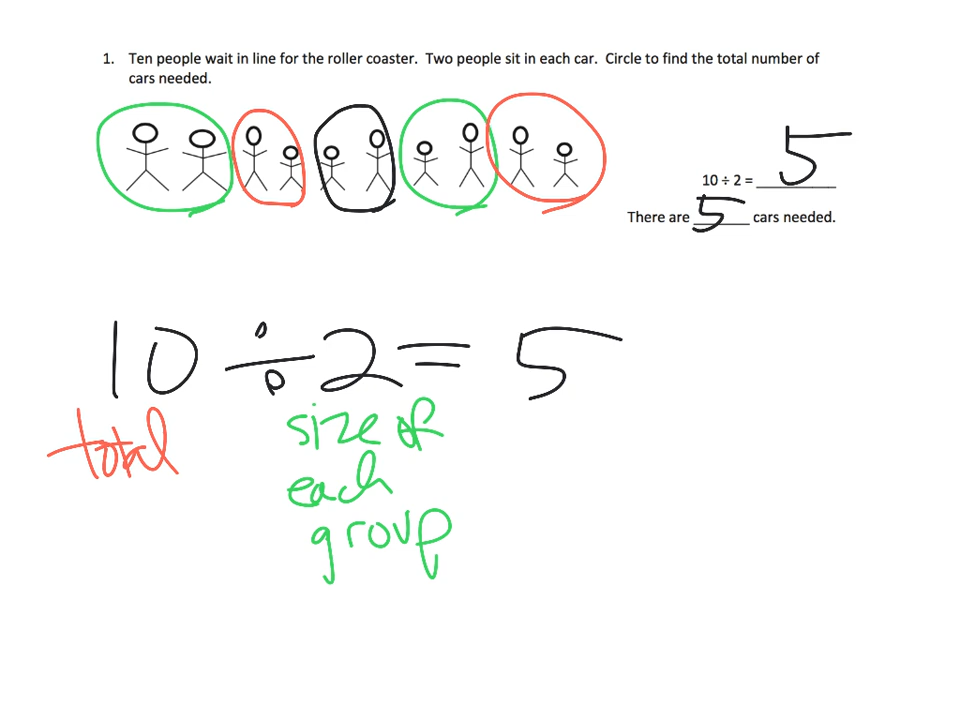 1. Ten people wait in line for the roller coaster. Two people sit in each car. Circle to find the total number of
cars needed.
10 ÷ 2 = 5
There are 5 cars needed.
10 ÷ 2 = 5
total
size of
each
group